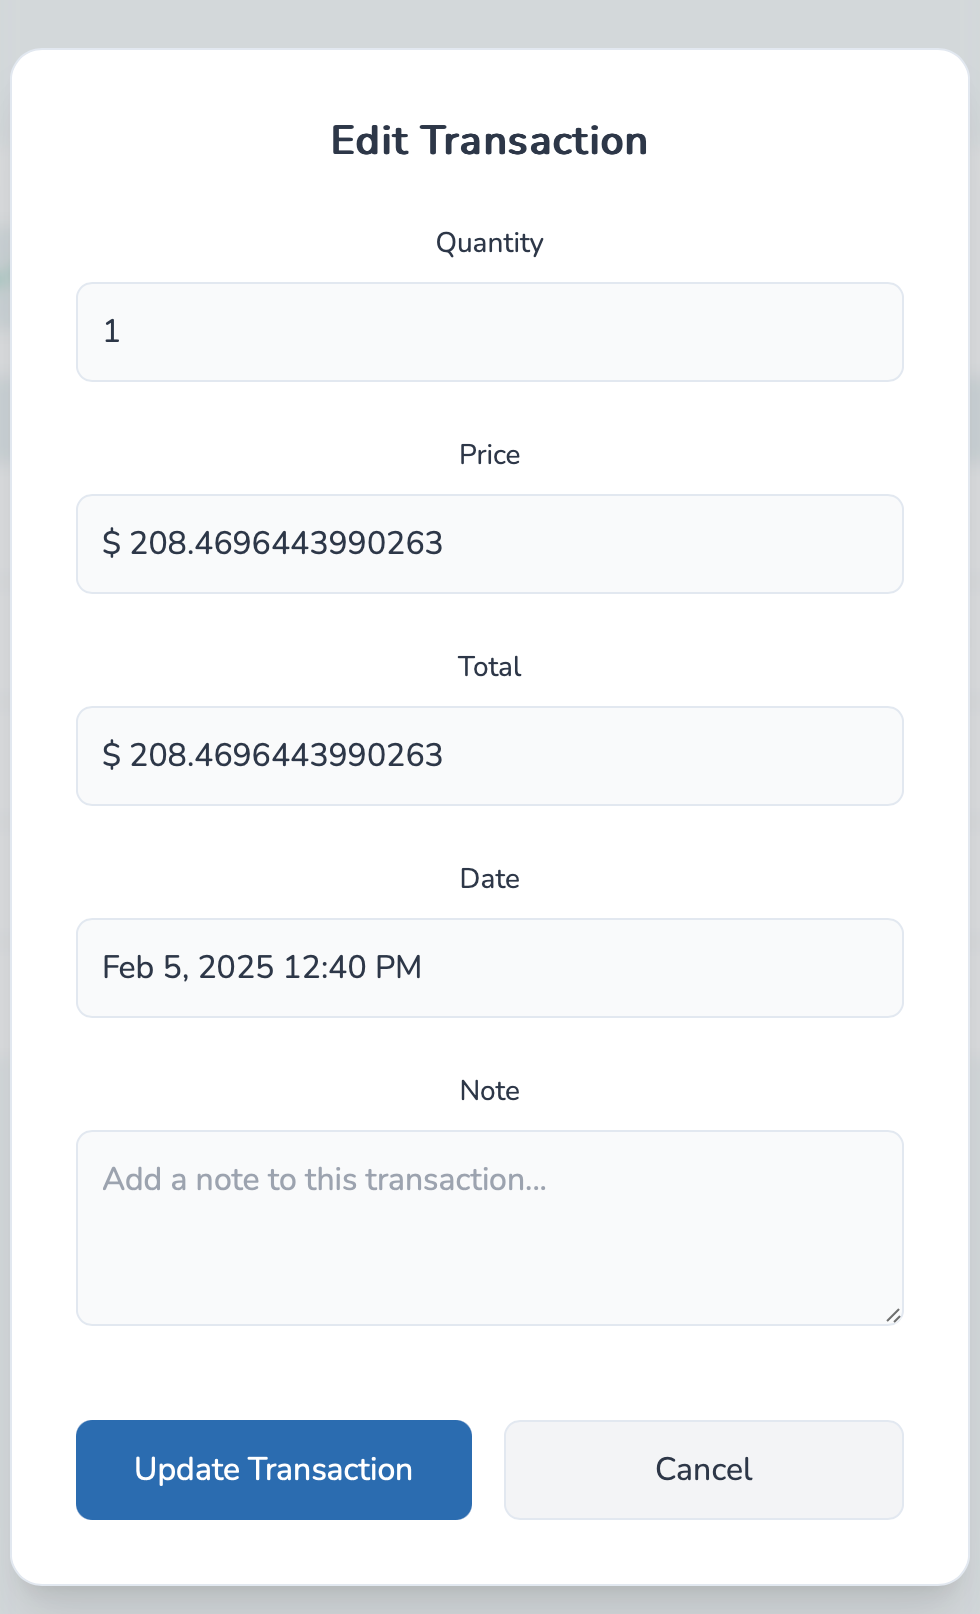 Edit Transaction
Quantity
1
Price
$ 208.4696443990263
Total
$ 208.4696443990263
Date
Feb 5, 2025 12:40 PM
Note
Add a note to this transaction...
Update Transaction
Cancel